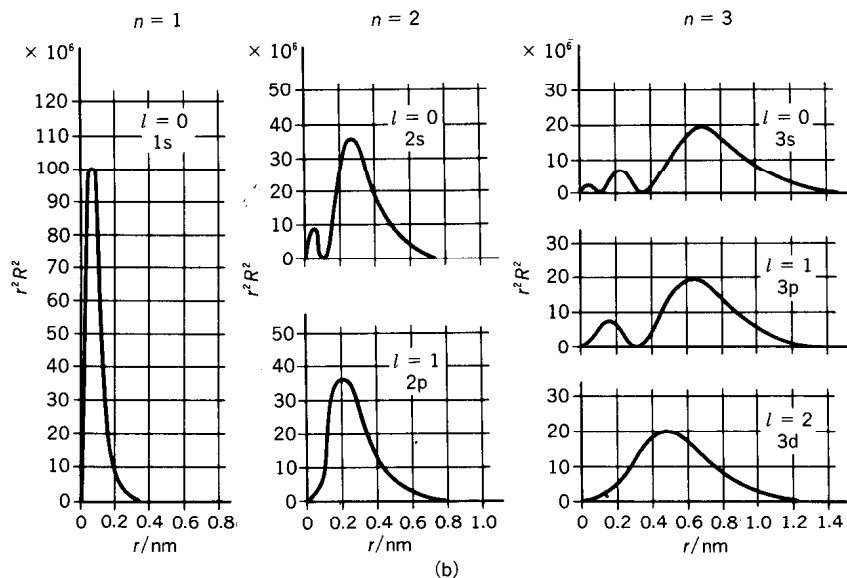 n = 1
× 10⁶
120
110
100
90
80
70
60
50
40
30
20
10
0
r²R²
l = 0
1s
0 0.2 0.4 0.6 0.8
r/nm
n = 2
× 10⁶
50
40
30
20
10
0
r²R²
l = 0
2s
50
40
30
20
10
0
l = 1
2p
0 0.2 0.4 0.6 0.8 1.0
r/nm
(b)
n = 3
× 10⁶
30
20
10
0
l = 0
3s
30
20
10
0
r²R²
l = 1
3p
30
20
10
0
l = 2
3d
0 0.2 0.4 0.6 0.8 1.0 1.2 1.4
r/nm